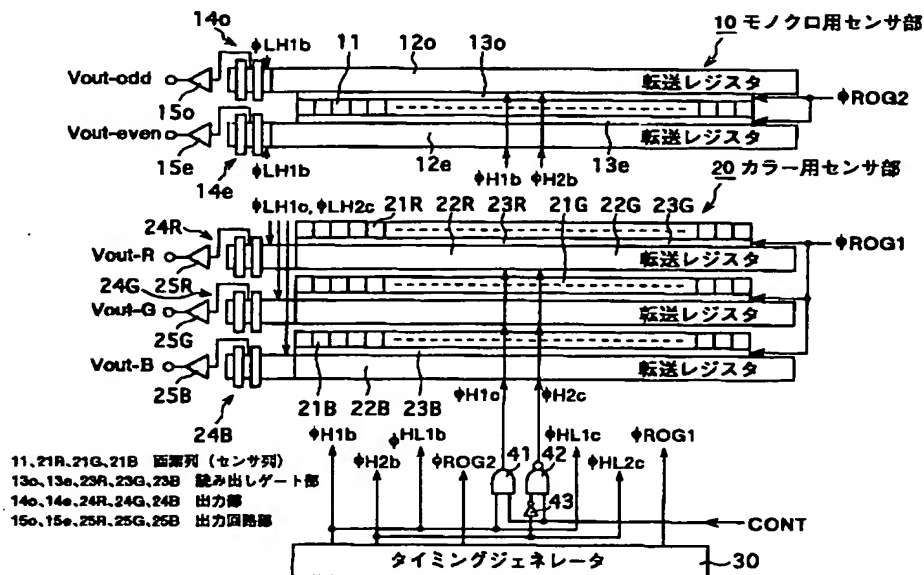 14o
φLH1b
11
12o
13o
10 モノクロ用センサ部
Vout-odd
転送レジスタ
15o
φROG2
Vout-even
転送レジスタ
15e
14e
φLH1b
12e
φH1b
φH2b
13e
20 カラー用センサ部
φLH1c, φLH2c
21R
22R
23R
21G
22G
23G
24R
φROG1
Vout-R
転送レジスタ
24G
25R
Vout-G
転送レジスタ
25G
Vout-B
転送レジスタ
25B
24B
21B
22B
23B
φH1c
φH2c
φH1b
φHL1b
41
42
φHL1c
φROG1
φH2b
φROG2
φHL2c
43
11、21R、21G、21B 画素列（センサ列）
13o、13e、23R、23G、23B 読み出しゲート部
14o、14e、24R、24G、24B 出力部
15o、15e、25R、25G、25B 出力回路部
CONT
タイミングジェネレータ
30